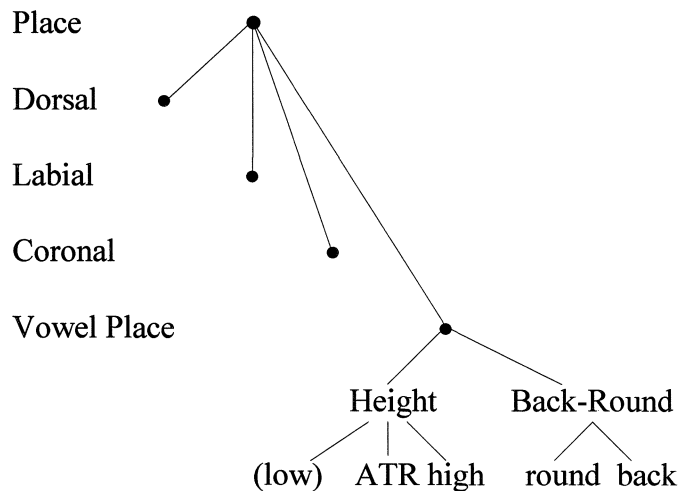 Place
Dorsal
Labial
Coronal
Vowel Place
Height Back-Round
(low) ATR high round back